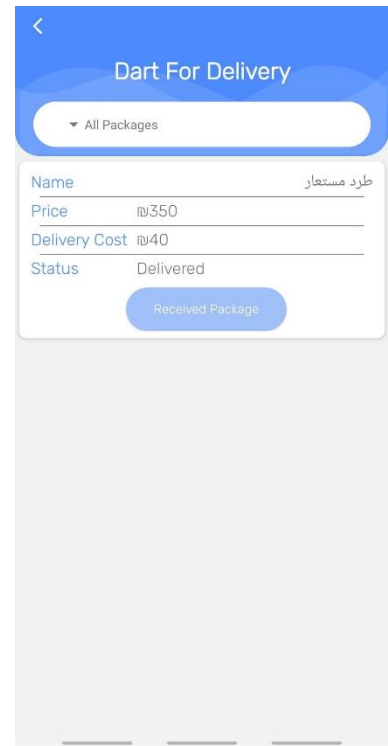 Dart For Delivery
All Packages
Name طرد مستعار
Price ₪350
Delivery Cost ₪40
Status Delivered
Received Package